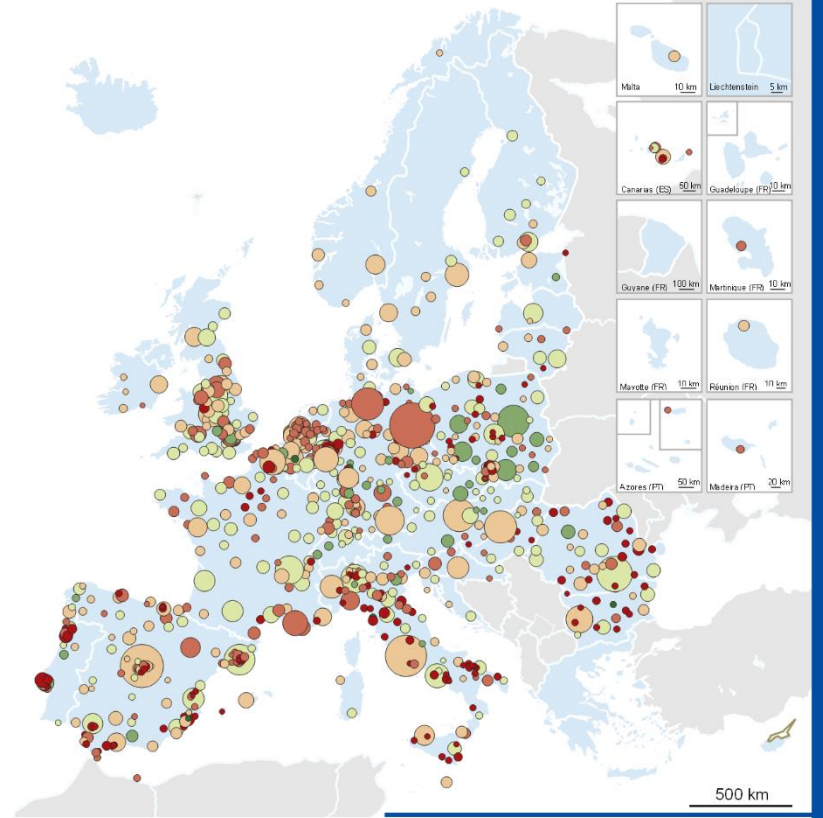 Malta 10 km
Liechtenstein 5 km
Canarias (ES) 50 km
Guadeloupe (FR) 10 km
Guyane (FR) 100 km
Martinique (FR) 10 km
Mayotte (FR) 10 km
Réunion (FR) 10 km
Azores (PT) 50 km
Madeira (PT) 20 km
500 km